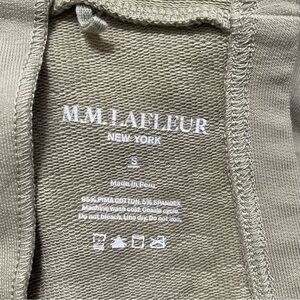 M.M.LAFLEUR
NEW YORK
S
Made in Peru
95% PIMA COTTON, 5% SPANDEX
Machine wash cold. Gentle cycle.
Do not bleach. Line dry. Do not iron.